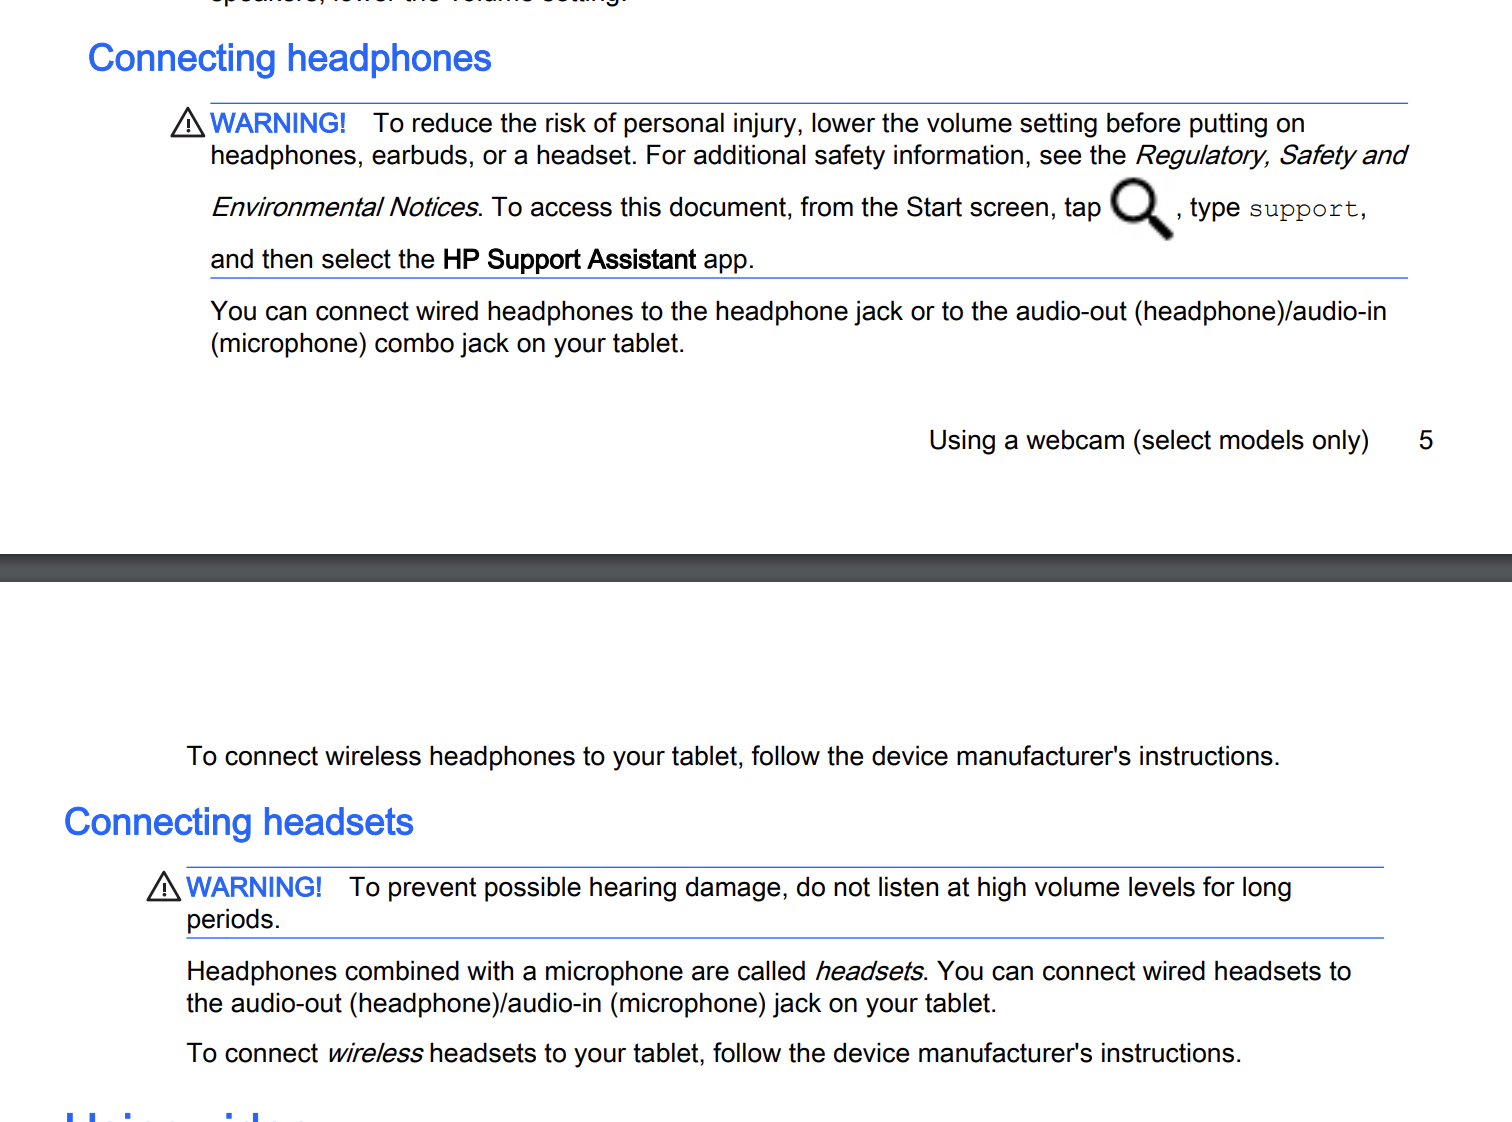 Connecting headphones
WARNING! To reduce the risk of personal injury, lower the volume setting before putting on
headphones, earbuds, or a headset. For additional safety information, see the Regulatory, Safety and
Environmental Notices. To access this document, from the Start screen, tap , type support,
and then select the HP Support Assistant app.
You can connect wired headphones to the headphone jack or to the audio-out (headphone)/audio-in
(microphone) combo jack on your tablet.
Using a webcam (select models only) 5
To connect wireless headphones to your tablet, follow the device manufacturer's instructions.
Connecting headsets
WARNING! To prevent possible hearing damage, do not listen at high volume levels for long
periods.
Headphones combined with a microphone are called headsets. You can connect wired headsets to
the audio-out (headphone)/audio-in (microphone) jack on your tablet.
To connect wireless headsets to your tablet, follow the device manufacturer's instructions.